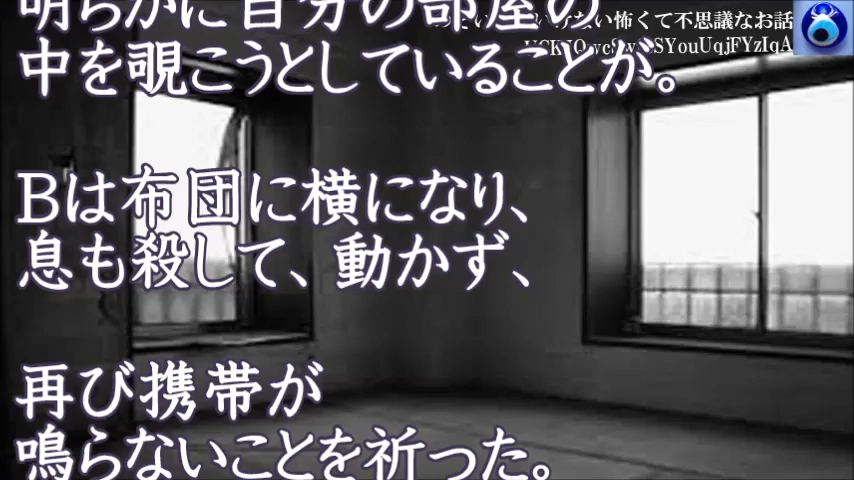 明らかに自分の部屋の
中を覗こうとしていることが。
Bは布団に横になり、
息も殺して、動かず、
再び携帯が
鳴らないことを祈った。
ない怖くて不思議なお話